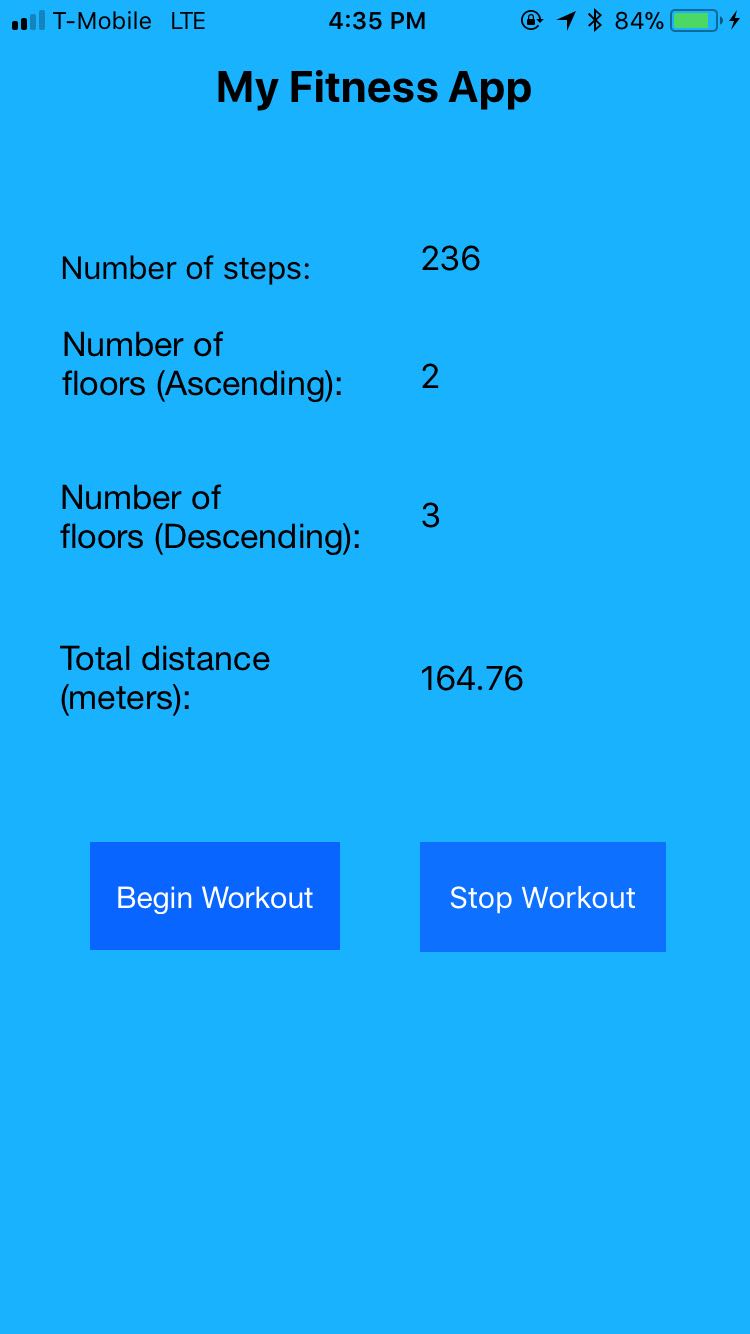 T-Mobile LTE 4:35 PM 84%
My Fitness App
Number of steps: 236
Number of
floors (Ascending): 2
Number of
floors (Descending): 3
Total distance
(meters): 164.76
Begin Workout Stop Workout